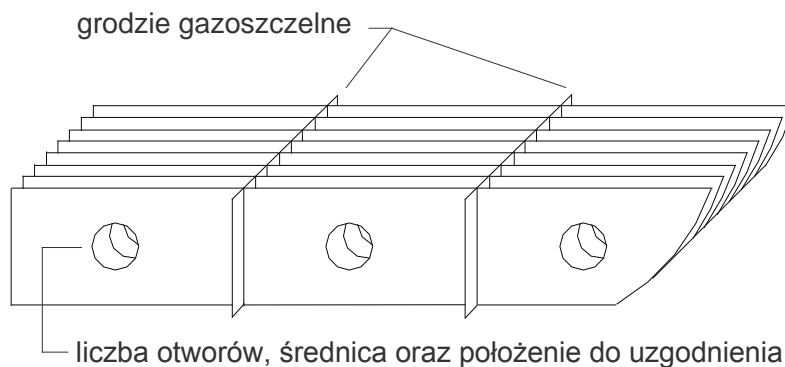 grodzie gazoszczelne
liczba otworów, średnica oraz położenie do uzgodnienia